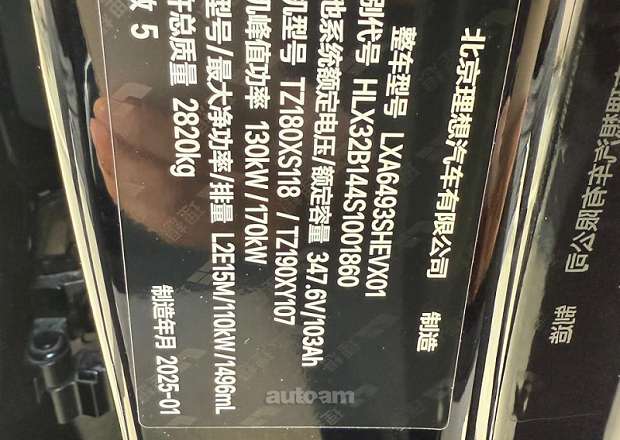 北京理想汽车有限公司 制造
整车型号 LXA6493SHEVX01
别代号 HLX32B144S1001860
池系统额定电压/额定容量 347.6V/103Ah
机型号 TZ180XS118 / TZ190XY107
机峰值功率 130kW/170kW
型号/最大净功率/排量 L2E15M/110kW/1496mL
许总质量 2820kg
数 5
制造年月 2025-01
autoam